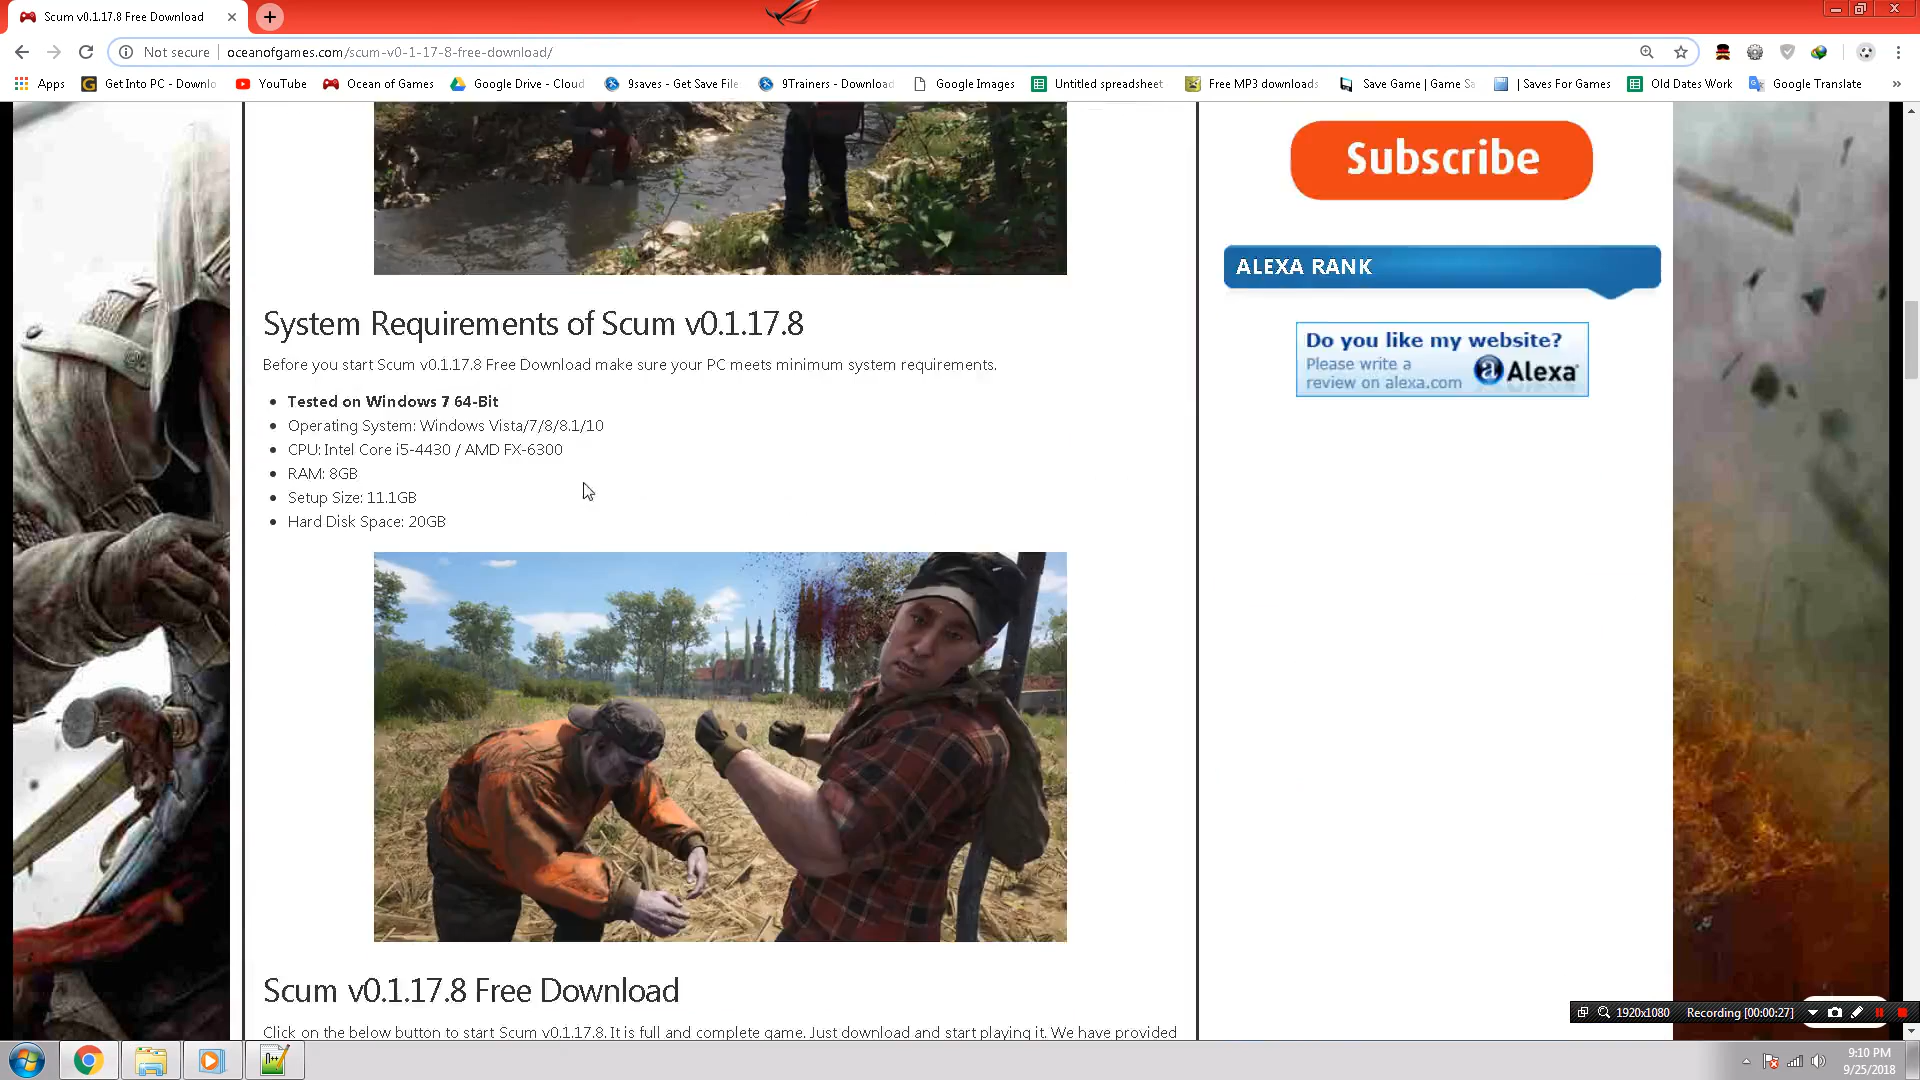 Scum v0.1.17.8 Free Download
Not secure | oceanofgames.com/scum-v0-1-17-8-free-download/
Apps Get Into PC - Downlo YouTube Ocean of Games Google Drive - Cloud 9saves - Get Save File 9Trainers - Download Google Images Untitled spreadsheet Free MP3 downloads Save Game | Game Sa | Saves For Games Old Dates Work Google Translate »
Subscribe
ALEXA RANK
Do you like my website?
Please write a
review on alexa.com
a Alexa
System Requirements of Scum v0.1.17.8
Before you start Scum v0.1.17.8 Free Download make sure your PC meets minimum system requirements.
• Tested on Windows 7 64-Bit
• Operating System: Windows Vista/7/8/8.1/10
• CPU: Intel Core i5-4430 / AMD FX-6300
• RAM: 8GB
• Setup Size: 11.1GB
• Hard Disk Space: 20GB
Scum v0.1.17.8 Free Download
Click on the below button to start Scum v0.1.17.8. It is full and complete game. Just download and start playing it. We have provided
1920x1080 Recording [00:00:27]
9:10 PM
9/25/2018